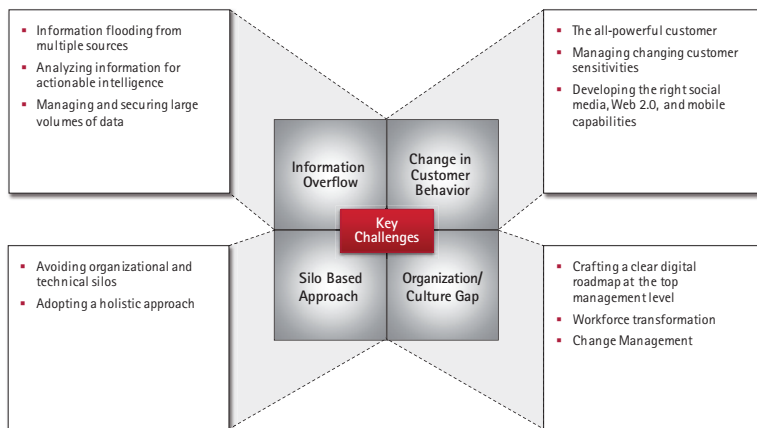 Information flooding from
multiple sources
Analyzing information for
actionable intelligence
Managing and securing large
volumes of data
The all-powerful customer
Managing changing customer
sensitivities
Developing the right social
media, Web 2.0, and mobile
capabilities
Information
Overflow
Change in
Customer
Behavior
Key
Challenges
Silo Based
Approach
Organization/
Culture Gap
Avoiding organizational and
technical silos
Adopting a holistic approach
Crafting a clear digital
roadmap at the top
management level
Workforce transformation
Change Management